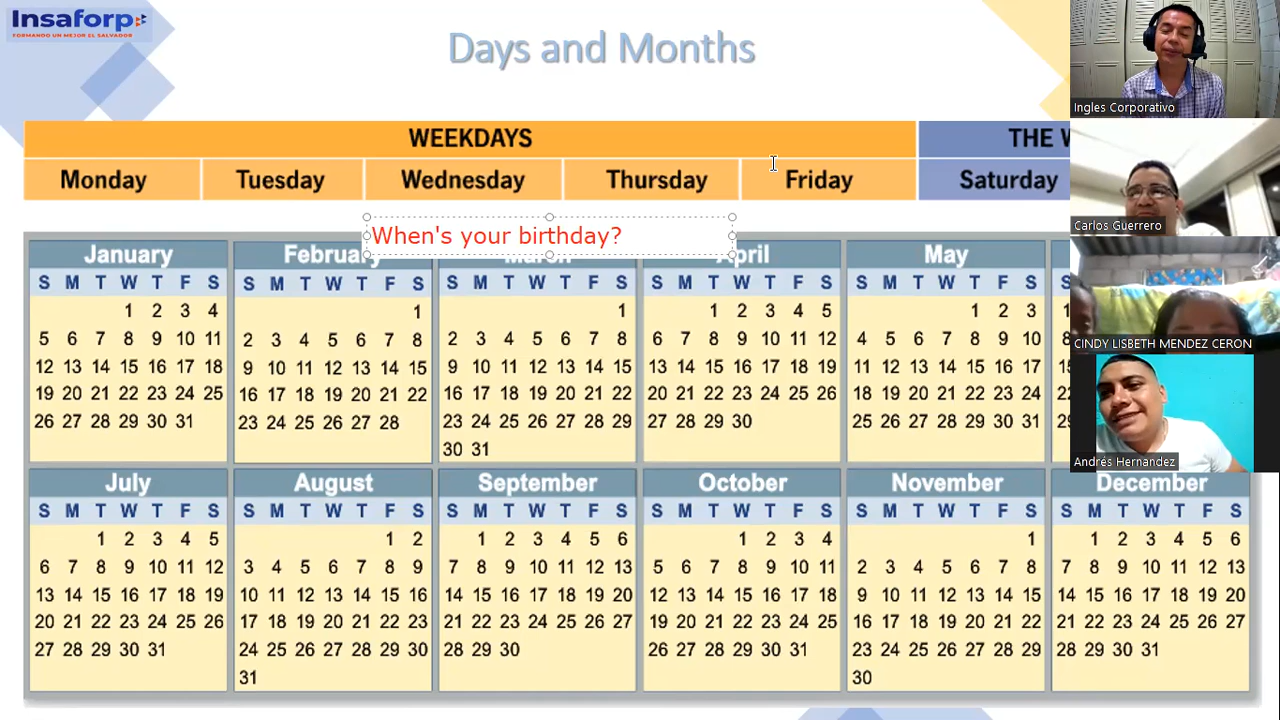 Insaforp
FORMANDO UN MEJOR EL SALVADOR
Days and Months
WEEKDAYS
THE W
Monday Tuesday Wednesday Thursday Friday Saturday
When's your birthday?
January
S M T W T F S
1 2 3 4
5 6 7 8 9 10 11
12 13 14 15 16 17 18
19 20 21 22 23 24 25
26 27 28 29 30 31
February
S M T W T F S
1
2 3 4 5 6 7 8
9 10 11 12 13 14 15
16 17 18 19 20 21 22
23 24 25 26 27 28
March
S M T W T F S
1
2 3 4 5 6 7 8
9 10 11 12 13 14 15
16 17 18 19 20 21 22
23 24 25 26 27 28 29
30 31
April
S M T W T F S
1 2 3 4 5
6 7 8 9 10 11 12
13 14 15 16 17 18 19
20 21 22 23 24 25 26
27 28 29 30
May
S M T W T F S
1 2 3
4 5 6 7 8 9 10
11 12 13 14 15 16 17
18 19 20 21 22 23 24
25 26 27 28 29 30 31
July
S M T W T F S
1 2 3 4 5
6 7 8 9 10 11 12
13 14 15 16 17 18 19
20 21 22 23 24 25 26
27 28 29 30 31
August
S M T W T F S
1 2
3 4 5 6 7 8 9
10 11 12 13 14 15 16
17 18 19 20 21 22 23
24 25 26 27 28 29 30
31
September
S M T W T F S
1 2 3 4 5 6
7 8 9 10 11 12 13
14 15 16 17 18 19 20
21 22 23 24 25 26 27
28 29 30
October
S M T W T F S
1 2 3 4
5 6 7 8 9 10 11
12 13 14 15 16 17 18
19 20 21 22 23 24 25
26 27 28 29 30 31
November
S M T W T F S
1
2 3 4 5 6 7 8
9 10 11 12 13 14 15
16 17 18 19 20 21 22
23 24 25 26 27 28 29
30
December
S M T W T F S
1 2 3 4 5 6
7 8 9 10 11 12 13
14 15 16 17 18 19 20
21 22 23 24 25 26 27
28 29 30 31
Ingles Corporativo
Carlos Guerrero
CINDY LISBETH MENDEZ CERON
Andrés Hernandez